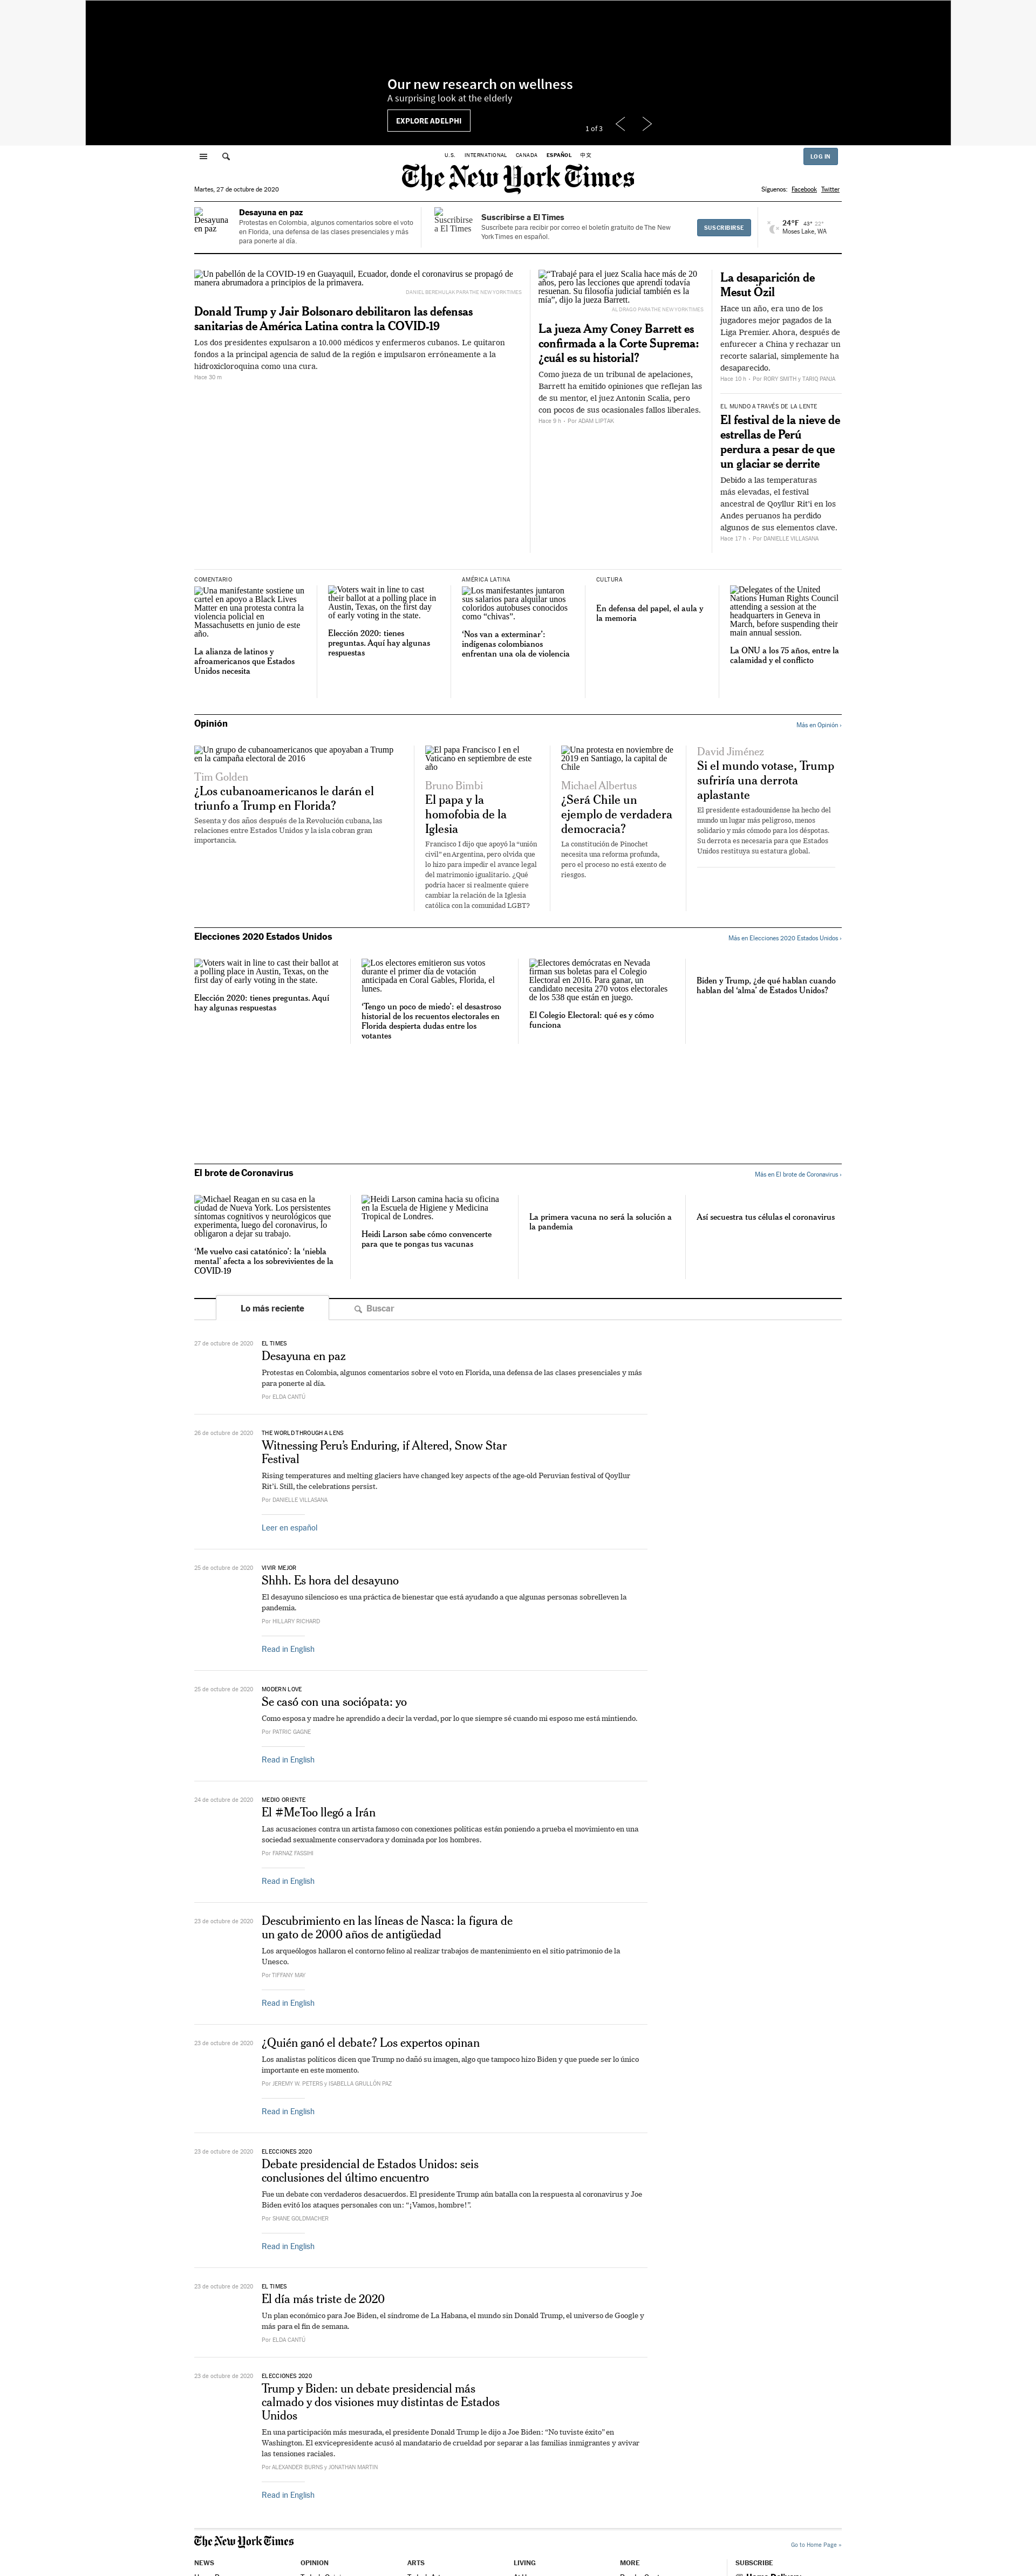 Our new research on wellness
A surprising look at the elderly
EXPLORE ADELPHI
1 of 3
U.S. INTERNATIONAL CANADA ESPAÑOL 中文
LOG IN
The New York Times
Martes, 27 de octubre de 2020
Síguenos: Facebook Twitter
Desayuna en paz
Desayuna en paz
Protestas en Colombia, algunos comentarios sobre el voto
en Florida, una defensa de las clases presenciales y más
para ponerte al día.
Suscribirse
a El Times
Suscribirse a El Times
Suscríbete para recibir por correo el boletín gratuito de The New
York Times en español.
SUSCRIBIRSE
24°F 43° 22°
Moses Lake, WA
Un pabellón de la COVID-19 en Guayaquil, Ecuador, donde el coronavirus se propagó de
manera abrumadora a principios de la primavera.
DANIEL BEREHULAK PARA THE NEW YORK TIMES
Donald Trump y Jair Bolsonaro debilitaron las defensas
sanitarias de América Latina contra la COVID-19
Los dos presidentes expulsaron a 10.000 médicos y enfermeros cubanos. Le quitaron
fondos a la principal agencia de salud de la región e impulsaron erróneamente a la
hidroxicloroquina como una cura.
Hace 30 m
“Trabajé para el juez Scalia hace más de 20
años, pero las lecciones que aprendí todavía
resuenan. Su filosofía judicial también es la
mía”, dijo la jueza Barrett.
AL DRAGO PARA THE NEW YORK TIMES
La jueza Amy Coney Barrett es
confirmada a la Corte Suprema:
¿cuál es su historial?
Como jueza de un tribunal de apelaciones,
Barrett ha emitido opiniones que reflejan las
de su mentor, el juez Antonin Scalia, pero
con pocos de sus ocasionales fallos liberales.
Hace 9 h • Por ADAM LIPTAK
La desaparición de
Mesut Özil
Hace un año, era uno de los
jugadores mejor pagados de la
Liga Premier. Ahora, después de
enfurecer a China y rechazar un
recorte salarial, simplemente ha
desaparecido.
Hace 10 h • Por RORY SMITH y TARIQ PANJA
EL MUNDO A TRAVÉS DE LA LENTE
El festival de la nieve de
estrellas de Perú
perdura a pesar de que
un glaciar se derrite
Debido a las temperaturas
más elevadas, el festival
ancestral de Qoyllur Rit’i en los
Andes peruanos ha perdido
algunos de sus elementos clave.
Hace 17 h • Por DANIELLE VILLASANA
COMENTARIO
Una manifestante sostiene un
cartel en apoyo a Black Lives
Matter en una protesta contra la
violencia policial en
Massachusetts en junio de este
año.
La alianza de latinos y
afroamericanos que Estados
Unidos necesita
Voters wait in line to cast
their ballot at a polling place in
Austin, Texas, on the first day
of early voting in the state.
Elección 2020: tienes
preguntas. Aquí hay algunas
respuestas
AMÉRICA LATINA
Los manifestantes juntaron
sus salarios para alquilar unos
coloridos autobuses conocidos
como “chivas”.
‘Nos van a exterminar’:
indígenas colombianos
enfrentan una ola de violencia
CULTURA
En defensa del papel, el aula y
la memoria
Delegates of the United
Nations Human Rights Council
attending a session at the
headquarters in Geneva in
March, before suspending their
main annual session.
La ONU a los 75 años, entre la
calamidad y el conflicto
Opinión
Más en Opinión ›
Un grupo de cubanoamericanos que apoyaban a Trump
en la campaña electoral de 2016
Tim Golden
¿Los cubanoamericanos le darán el
triunfo a Trump en Florida?
Sesenta y dos años después de la Revolución cubana, las
relaciones entre Estados Unidos y la isla cobran gran
importancia.
El papa Francisco I en el
Vaticano en septiembre de este
año
Bruno Bimbi
El papa y la
homofobia de la
Iglesia
Francisco I dijo que apoyó la “unión
civil” en Argentina, pero olvida que
lo hizo para impedir el avance legal
del matrimonio igualitario. ¿Qué
podría hacer si realmente quiere
cambiar la relación de la Iglesia
católica con la comunidad LGBT?
Una protesta en noviembre de
2019 en Santiago, la capital de
Chile
Michael Albertus
¿Será Chile un
ejemplo de verdadera
democracia?
La constitución de Pinochet
necesita una reforma profunda,
pero el proceso no está exento de
riesgos.
David Jiménez
Si el mundo votase, Trump
sufriría una derrota
aplastante
El presidente estadounidense ha hecho del
mundo un lugar más peligroso, menos
solidario y más cómodo para los déspotas.
Su derrota es necesaria para que Estados
Unidos restituya su estatura global.
Elecciones 2020 Estados Unidos
Más en Elecciones 2020 Estados Unidos ›
Voters wait in line to cast their ballot at
a polling place in Austin, Texas, on the
first day of early voting in the state.
Elección 2020: tienes preguntas. Aquí
hay algunas respuestas
Los electores emitieron sus votos
durante el primer día de votación
anticipada en Coral Gables, Florida, el
lunes.
‘Tengo un poco de miedo’: el desastroso
historial de los recuentos electorales en
Florida despierta dudas entre los
votantes
Electores demócratas en Nevada
firman sus boletas para el Colegio
Electoral en 2016. Para ganar, un
candidato necesita 270 votos electorales
de los 538 que están en juego.
El Colegio Electoral: qué es y cómo
funciona
Biden y Trump, ¿de qué hablan cuando
hablan del ‘alma’ de Estados Unidos?
El brote de Coronavirus
Más en El brote de Coronavirus ›
Michael Reagan en su casa en la
ciudad de Nueva York. Los persistentes
síntomas cognitivos y neurológicos que
experimenta, luego del coronavirus, lo
obligaron a dejar su trabajo.
‘Me vuelvo casi catatónico’: la ‘niebla
mental’ afecta a los sobrevivientes de la
COVID-19
Heidi Larson camina hacia su oficina
en la Escuela de Higiene y Medicina
Tropical de Londres.
Heidi Larson sabe cómo convencerte
para que te pongas tus vacunas
La primera vacuna no será la solución a
la pandemia
Así secuestra tus células el coronavirus
Lo más reciente
Buscar
27 de octubre de 2020
EL TIMES
Desayuna en paz
Protestas en Colombia, algunos comentarios sobre el voto en Florida, una defensa de las clases presenciales y más
para ponerte al día.
Por ELDA CANTÚ
26 de octubre de 2020
THE WORLD THROUGH A LENS
Witnessing Peru’s Enduring, if Altered, Snow Star
Festival
Rising temperatures and melting glaciers have changed key aspects of the age-old Peruvian festival of Qoyllur
Rit’i. Still, the celebrations persist.
Por DANIELLE VILLASANA
Leer en español
25 de octubre de 2020
VIVIR MEJOR
Shhh. Es hora del desayuno
El desayuno silencioso es una práctica de bienestar que está ayudando a que algunas personas sobrelleven la
pandemia.
Por HILLARY RICHARD
Read in English
25 de octubre de 2020
MODERN LOVE
Se casó con una sociópata: yo
Como esposa y madre he aprendido a decir la verdad, por lo que siempre sé cuando mi esposo me está mintiendo.
Por PATRIC GAGNE
Read in English
24 de octubre de 2020
MEDIO ORIENTE
El #MeToo llegó a Irán
Las acusaciones contra un artista famoso con conexiones políticas están poniendo a prueba el movimiento en una
sociedad sexualmente conservadora y dominada por los hombres.
Por FARNAZ FASSIHI
Read in English
23 de octubre de 2020
Descubrimiento en las líneas de Nasca: la figura de
un gato de 2000 años de antigüedad
Los arqueólogos hallaron el contorno felino al realizar trabajos de mantenimiento en el sitio patrimonio de la
Unesco.
Por TIFFANY MAY
Read in English
23 de octubre de 2020
¿Quién ganó el debate? Los expertos opinan
Los analistas políticos dicen que Trump no dañó su imagen, algo que tampoco hizo Biden y que puede ser lo único
importante en este momento.
Por JEREMY W. PETERS y ISABELLA GRULLÓN PAZ
Read in English
23 de octubre de 2020
ELECCIONES 2020
Debate presidencial de Estados Unidos: seis
conclusiones del último encuentro
Fue un debate con verdaderos desacuerdos. El presidente Trump aún batalla con la respuesta al coronavirus y Joe
Biden evitó los ataques personales con un: “¡Vamos, hombre!”.
Por SHANE GOLDMACHER
Read in English
23 de octubre de 2020
EL TIMES
El día más triste de 2020
Un plan económico para Joe Biden, el síndrome de La Habana, el mundo sin Donald Trump, el universo de Google y
más para el fin de semana.
Por ELDA CANTÚ
23 de octubre de 2020
ELECCIONES 2020
Trump y Biden: un debate presidencial más
calmado y dos visiones muy distintas de Estados
Unidos
En una participación más mesurada, el presidente Donald Trump le dijo a Joe Biden: “No tuviste éxito” en
Washington. El exvicepresidente acusó al mandatario de crueldad por separar a las familias inmigrantes y avivar
las tensiones raciales.
Por ALEXANDER BURNS y JONATHAN MARTIN
Read in English
The New York Times
Go to Home Page »
NEWS OPINION ARTS LIVING MORE SUBSCRIBE